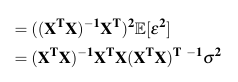 = ((XᵀX)⁻¹Xᵀ)²𝔼[ε²]
= (XᵀX)⁻¹XᵀX(XᵀX)ᵀ ⁻¹σ²